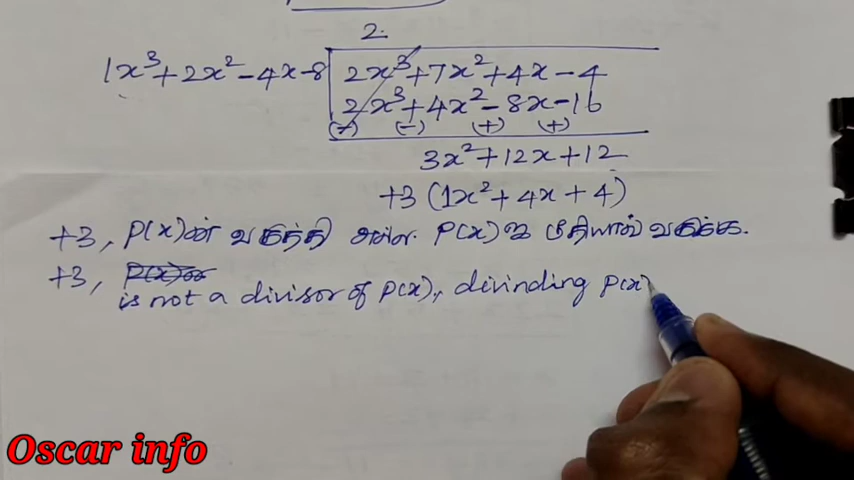 2.
1x³+2x²-4x-8 2x³+7x²+4x-4
2x³+4x²-8x-16
(-) (-) (+) (+)
3x²+12x+12
+3 (1x²+4x+4)
+3, P(x)ன் வகுத்தி அல்ல. P(x) ஐ மீதியால் வகுக்க.
+3, P(x)ன்
is not a divisor of P(x), devinding P(x)
Oscar info